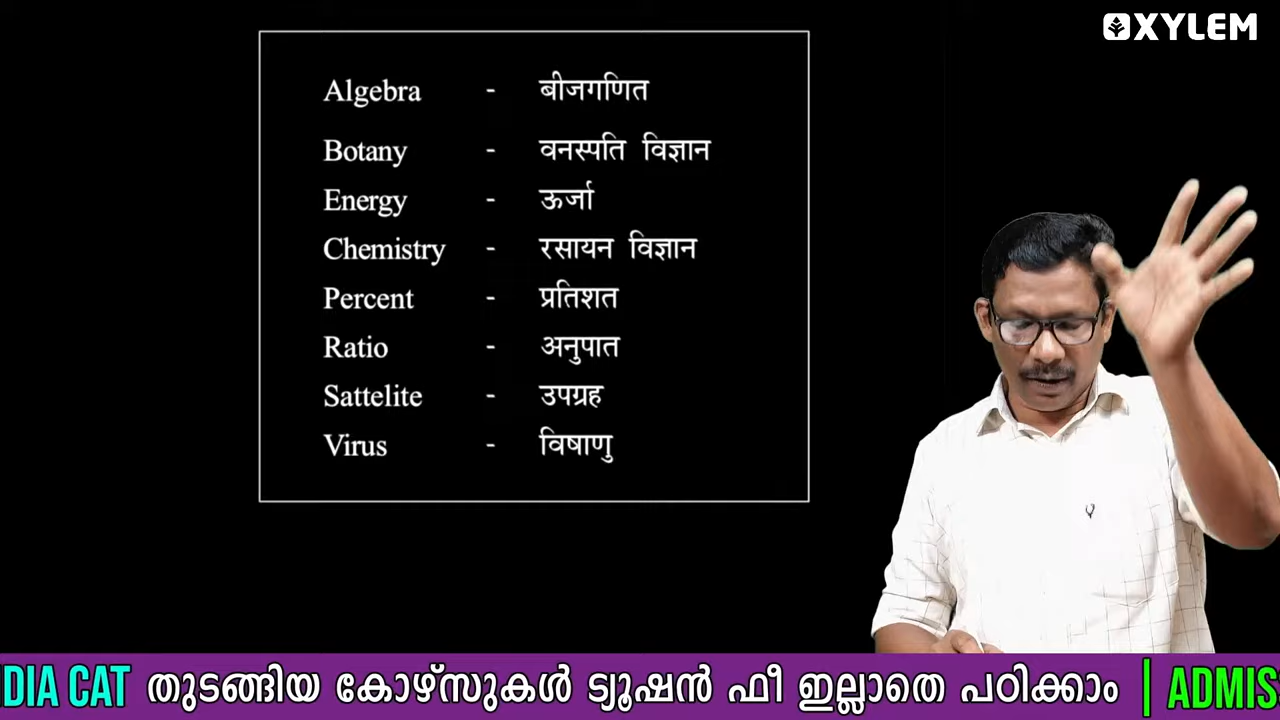 OXYLEM
Algebra - बीजगणित
Botany - वनस्पति विज्ञान
Energy - ऊर्जा
Chemistry - रसायन विज्ञान
Percent - प्रतिशत
Ratio - अनुपात
Sattelite - उपग्रह
Virus - विषाणु
DIA CAT തുടങ്ങിയ കോഴ്സുകൾ ട്യൂഷൻ ഫീ ഇല്ലാതെ പഠിക്കാം | ADMIS